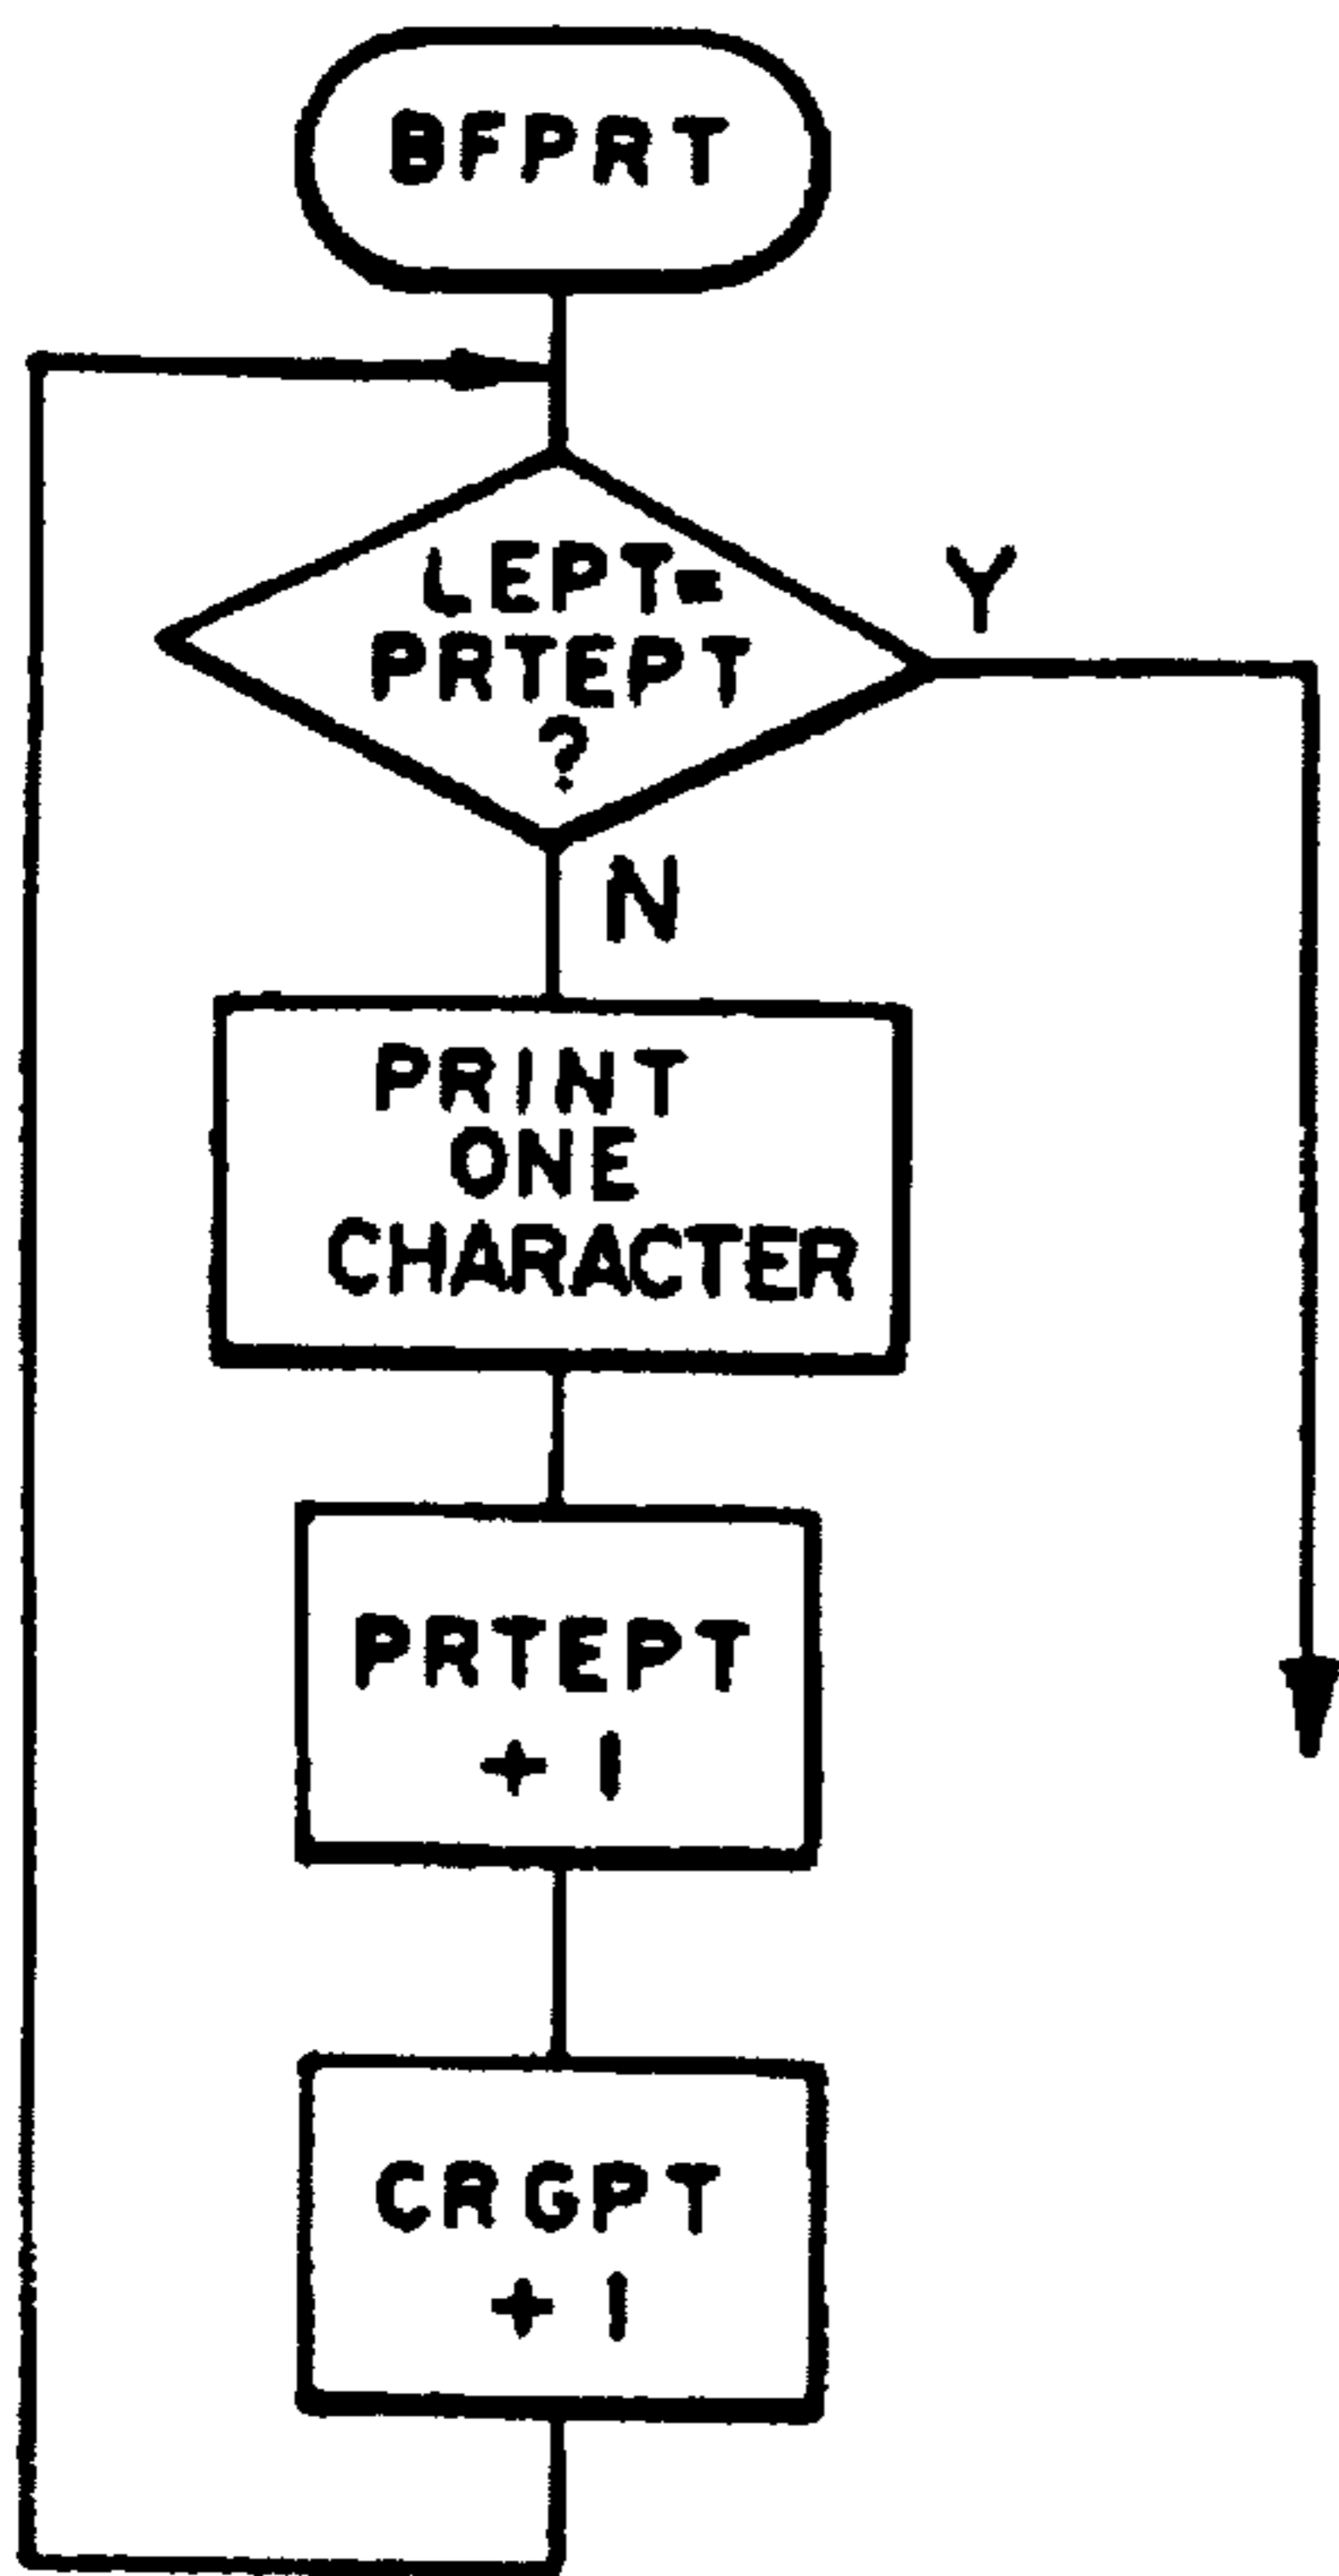 BFPRT
LEPT=
PRTEPT
?
Y
N
PRINT
ONE
CHARACTER
PRTEPT
+ 1
CRGPT
+ 1